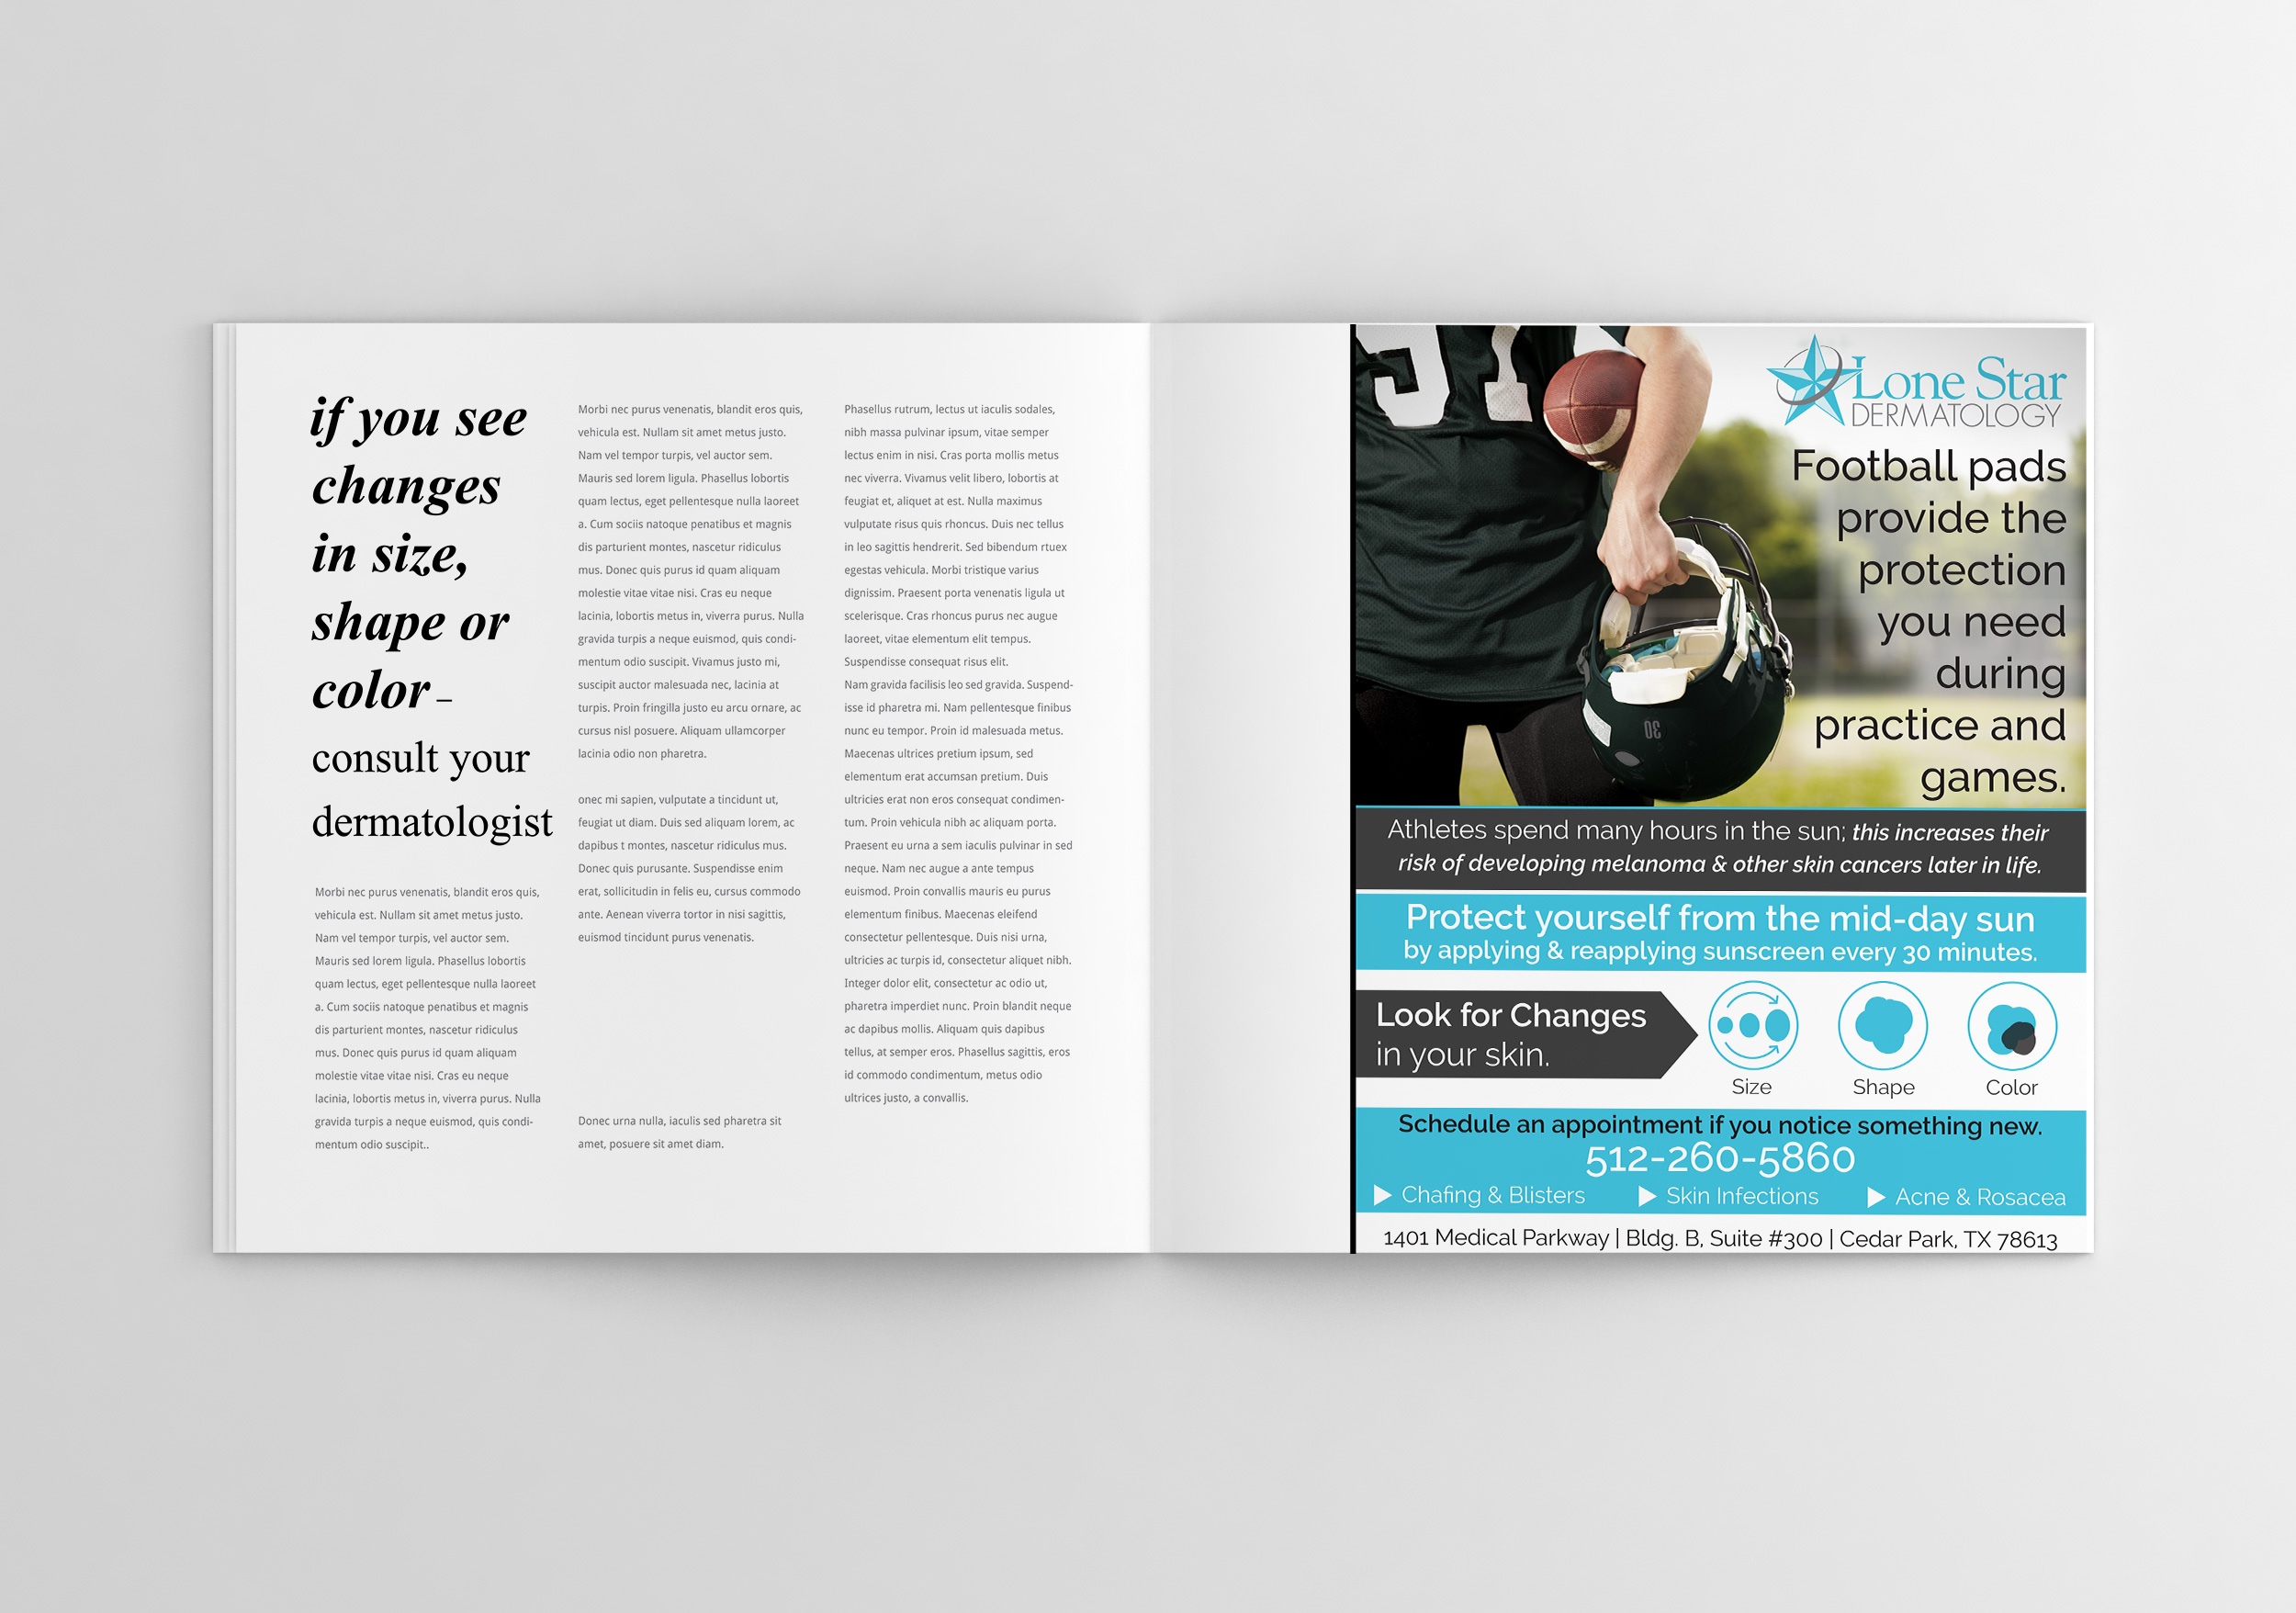 if you see
changes
in size,
shape or
color –
consult your
dermatologist
Morbi nec purus venenatis, blandit eros quis,
vehicula est. Nullam sit amet metus justo.
Nam vel tempor turpis, vel auctor sem.
Mauris sed lorem ligula. Phasellus lobortis
quam lectus, eget pellentesque nulla laoreet
a. Cum sociis natoque penatibus et magnis
dis parturient montes, nascetur ridiculus
mus. Donec quis purus id quam aliquam
molestie vitae vitae nisi. Cras eu neque
lacinia, lobortis metus in, viverra purus. Nulla
gravida turpis a neque euismod, quis condi-
mentum odio suscipit..
Morbi nec purus venenatis, blandit eros quis,
vehicula est. Nullam sit amet metus justo.
Nam vel tempor turpis, vel auctor sem.
Mauris sed lorem ligula. Phasellus lobortis
quam lectus, eget pellentesque nulla laoreet
a. Cum sociis natoque penatibus et magnis
dis parturient montes, nascetur ridiculus
mus. Donec quis purus id quam aliquam
molestie vitae vitae nisi. Cras eu neque
lacinia, lobortis metus in, viverra purus. Nulla
gravida turpis a neque euismod, quis condi-
mentum odio suscipit. Vivamus justo mi,
suscipit auctor malesuada nec, lacinia at
turpis. Proin fringilla justo eu arcu ornare, ac
cursus nisl posuere. Aliquam ullamcorper
lacinia odio non pharetra.
onec mi sapien, vulputate a tincidunt ut,
feugiat ut diam. Duis sed aliquam lorem, ac
dapibus t montes, nascetur ridiculus mus.
Donec quis purusante. Suspendisse enim
erat, sollicitudin in felis eu, cursus commodo
ante. Aenean viverra tortor in nisi sagittis,
euismod tincidunt purus venenatis.
Donec urna nulla, iaculis sed pharetra sit
amet, posuere sit amet diam.
Phasellus rutrum, lectus ut iaculis sodales,
nibh massa pulvinar ipsum, vitae semper
lectus enim in nisi. Cras porta mollis metus
nec viverra. Vivamus velit libero, lobortis at
feugiat et, aliquet at est. Nulla maximus
vulputate risus quis rhoncus. Duis nec tellus
in leo sagittis hendrerit. Sed bibendum rtuex
egestas vehicula. Morbi tristique varius
dignissim. Praesent porta venenatis ligula ut
scelerisque. Cras rhoncus purus nec augue
laoreet, vitae elementum elit tempus.
Suspendisse consequat risus elit.
Nam gravida facilisis leo sed gravida. Suspend-
isse id pharetra mi. Nam pellentesque finibus
nunc eu tempor. Proin id malesuada metus.
Maecenas ultrices pretium ipsum, sed
elementum erat accumsan pretium. Duis
ultricies erat non eros consequat condimen-
tum. Proin vehicula nibh ac aliquam porta.
Praesent eu urna a sem iaculis pulvinar in sed
neque. Nam nec augue a ante tempus
euismod. Proin convallis mauris eu purus
elementum finibus. Maecenas eleifend
consectetur pellentesque. Duis nisi urna,
ultricies ac turpis id, consectetur aliquet nibh.
Integer dolor elit, consectetur ac odio ut,
pharetra imperdiet nunc. Proin blandit neque
ac dapibus mollis. Aliquam quis dapibus
tellus, at semper eros. Phasellus sagittis, eros
id commodo condimentum, metus odio
ultrices justo, a convallis.
Lone Star
DERMATOLOGY
Football pads
provide the
protection
you need
during
practice and
games.
30
Athletes spend many hours in the sun; this increases their
risk of developing melanoma & other skin cancers later in life.
Protect yourself from the mid-day sun
by applying & reapplying sunscreen every 30 minutes.
Look for Changes
in your skin.
Size Shape Color
Schedule an appointment if you notice something new.
512-260-5860
Chafing & Blisters Skin Infections Acne & Rosacea
1401 Medical Parkway | Bldg. B, Suite #300 | Cedar Park, TX 78613